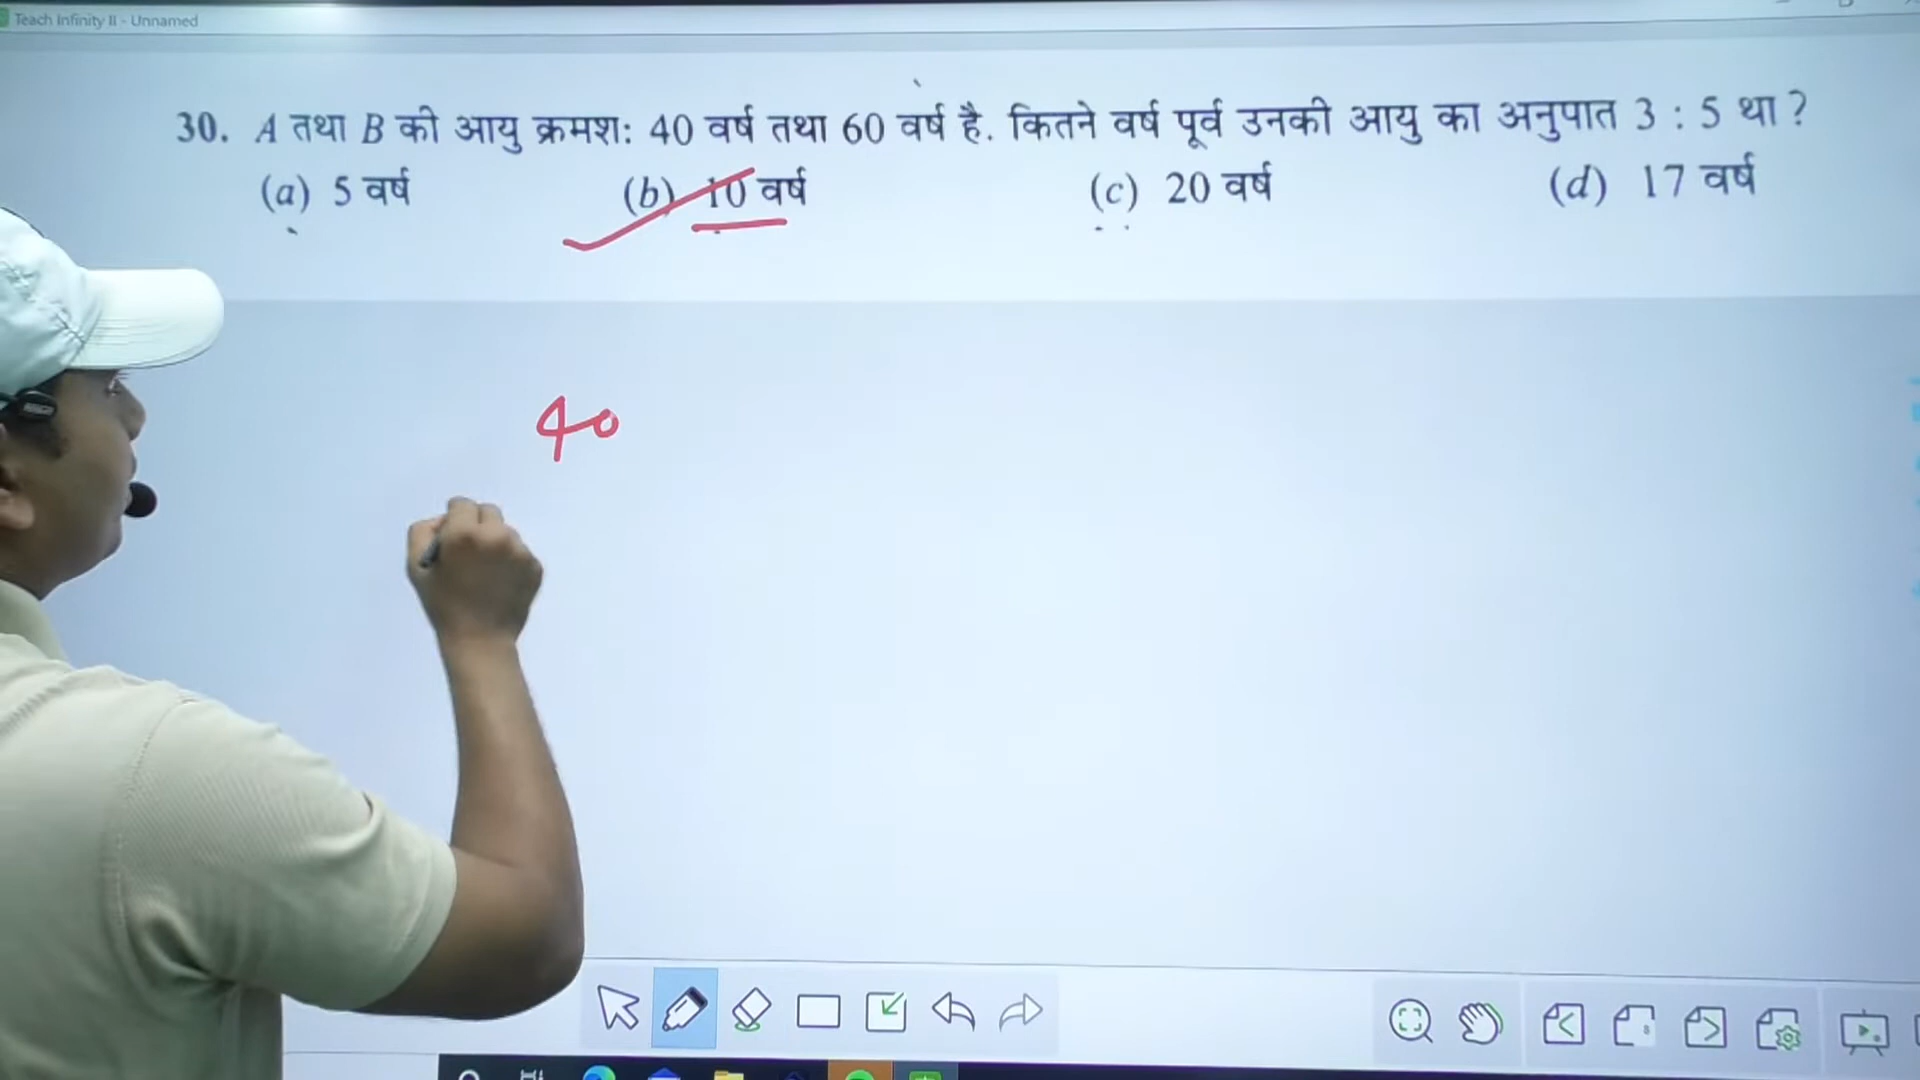 Teach Infinity II - Unnamed
30. A तथा B की आयु क्रमश: 40 वर्ष तथा 60 वर्ष है. कितने वर्ष पूर्व उनकी आयु का अनुपात 3 : 5 था ?
(a) 5 वर्ष (b) 10 वर्ष (c) 20 वर्ष (d) 17 वर्ष
40